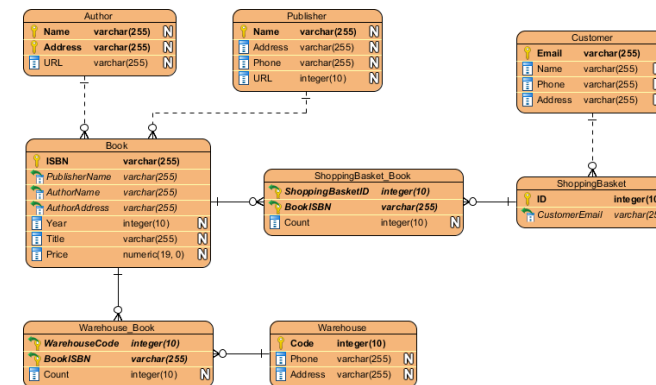 Author
Name varchar(255) N
Address varchar(255) N
URL varchar(255) N
Publisher
Name varchar(255) N
Address varchar(255) N
Phone varchar(255) N
URL integer(10) N
Customer
Email varchar(255)
Name varchar(255)
Phone varchar(255)
Address varchar(255)
Book
ISBN varchar(255)
PublisherName varchar(255)
AuthorName varchar(255)
AuthorAddress varchar(255)
Year integer(10) N
Title varchar(255) N
Price numeric(19, 0) N
ShoppingBasket_Book
ShoppingBasketID integer(10)
BookISBN varchar(255)
Count integer(10) N
ShoppingBasket
ID integer(10
CustomerEmail varchar(25
Warehouse_Book
WarehouseCode integer(10)
BookISBN varchar(255)
Count integer(10) N
Warehouse
Code integer(10)
Phone varchar(255) N
Address varchar(255) N